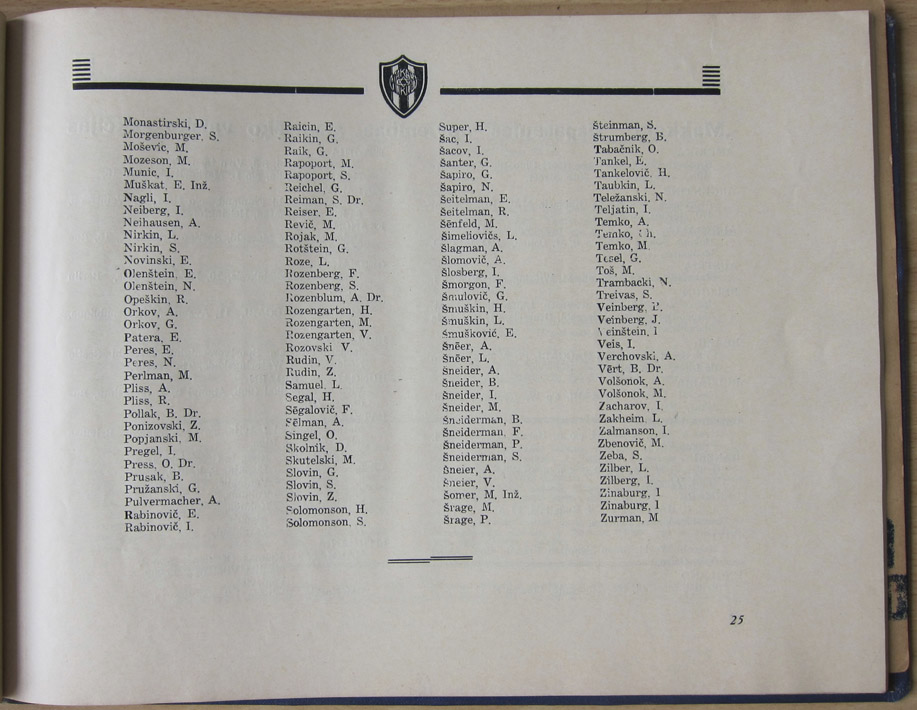 Monastirski, D.
Morgenburger. S.
Moševic, M.
Mozeson, M.
Munic, I.
Muškat, E. Inž.
Nagli, I.
Neiberg, I.
Neihausen, A.
Nirkin, L.
Nirkin, S.
Novinski, E.
Olenštein, E.
Olenštein, N.
Opeškin, R.
Orkov, A.
Orkov, G.
Patera, E.
Peres, E.
Peres, N.
Perlman, M.
Pliss, A.
Pliss, R.
Pollak, B. Dr.
Ponizovski, Z.
Popjanski, M.
Pregel, I.
Press, O. Dr.
Prusak, B.
Pružanski, G.
Pulvermacher, A.
Rabinovič, E.
Rabinovič, I.
Raicin, E.
Raikin, G.
Raik, G.
Rapoport, M.
Rapoport, S.
Reichel, G.
Reiman, S. Dr.
Reiser, E.
Revič, M.
Rojak, M.
Rotštein, G.
Roze, L.
Rozenberg, F.
Rozenberg, S.
Rozenblum, A. Dr.
Rozengarten, H.
Rozengarten, M.
Rozengarten, V.
Rozovski V.
Rudin, V.
Rudin, Z.
Samuel, L.
Segal, H.
Sēgalovič, F.
Sēlman, A.
Singel, O.
Skolnik, D.
Skutelski, M.
Slovin, G.
Slovin, S.
Slovin, Z.
Solomonson, H.
Solomonson, S.
Super, H.
Šac, I.
Šacov, I.
Šanter, G.
Šapiro, G.
Šapiro, N.
Šeitelman, E.
Šeitelman, R.
Šēnfeld, M.
Šimeliovičs, L.
Šlagman, A.
Šlomovič, A.
Šlosberg, I.
Šmorgon, F.
Šmulovič, G.
Šmuškin, H.
Šmuškin, L.
Šmuškovič, E.
Šnēer, A.
Šnēer, L.
Šneider, A.
Šneider, B.
Šneider, I.
Šneider, M.
Šneiderman, B.
Šneiderman, F.
Šneiderman, P.
Šneiderman, S.
Šneier, A.
Šneier, V.
Šomer, M. Inž.
Šrage, M.
Šrage, P.
Šteinman, S.
Štrumberg, B.
Tabačnik, O.
Tankel, E.
Tankelovič, H.
Taubkin, L.
Teležanski, N.
Teljatin, I.
Temko, A.
Temko,
Temko, M
Tesel, G.
Toš, M.
Trambacki, N.
Treivas, S.
Veinberg,
Veinberg, J.
Veinštein, I
Veis, I.
Verchovski, A.
Vērt, B. Dr.
Volšonok, A.
Volšonok, M.
Zacharov, I.
Zakheim, L.
Zalmanson, I.
Zbenovič, M.
Zeba, S.
Zilber, L.
Zilberg, I.
Zinaburg, I
Zinaburg, I
Zurman, M
25